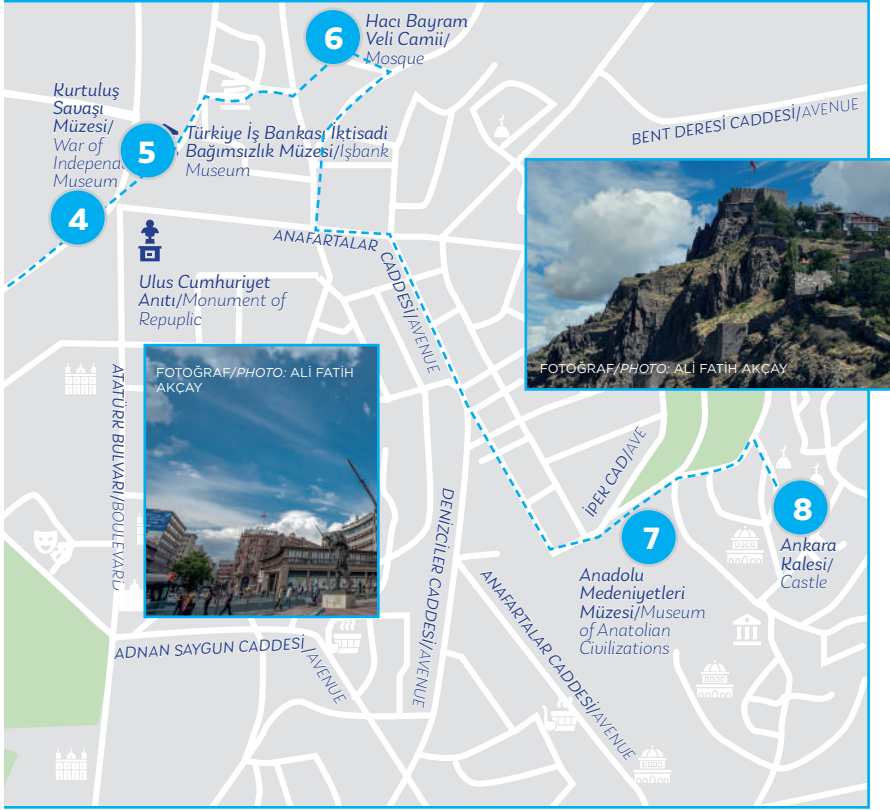 6
Hacı Bayram
Veli Camii/
Mosque
Kurtuluş
Savaşı
Müzesi/
War of
Independ
Museum
5
4
Türkiye İş Bankası İktisadi
Bağımsızlık Müzesi/İşbank
Museum
BENT DERESİ CADDESİ/AVENUE
ANAFARTALAR CADDESİ/AVENUE
Ulus Cumhuriyet
Anıtı/Monument of
Repuplic
FOTOĞRAF/PHOTO: ALİ FATİH
AKÇAY
FOTOĞRAF/PHOTO: ALİ FATİH AKÇAY
ATATÜRK BULVARI/BOULEVARD
DENİZCİLER CADDESİ/AVENUE
İPEK CAD/AVE
7
Anadolu
Medeniyetleri
Müzesi/Museum
of Anatolian
Civilizations
8
Ankara
Kalesi/
Castle
ANAFARTALAR CADDESİ/AVENUE
ADNAN SAYGUN CADDESİ/AVENUE